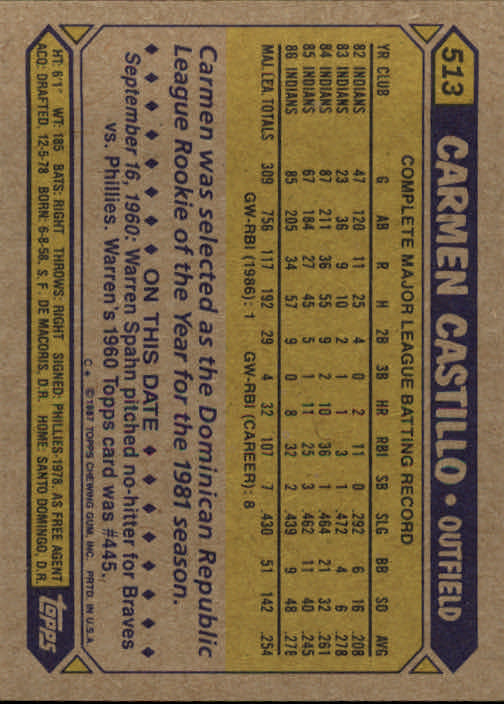 513 CARMEN CASTILLO • OUTFIELD
COMPLETE MAJOR LEAGUE BATTING RECORD
YR CLUB G AB R H 2B 3B HR RBI SB SLG BB SO AVG
82 INDIANS 47 120 11 25 4 0 2 11 0 .292 6 16 .208
83 INDIANS 23 36 9 10 2 1 1 3 1 .472 4 6 .278
84 INDIANS 87 211 36 55 9 2 10 36 1 .464 21 32 .261
85 INDIANS 67 184 27 45 5 1 11 25 3 .462 11 40 .245
86 INDIANS 85 205 34 57 9 0 8 32 2 .439 9 48 .278
MAJ.LEA. TOTALS 309 756 117 192 29 4 32 107 7 .430 51 142 .254
GW-RBI (1986): 1 GW-RBI (CAREER): 8
Carmen was selected as the Dominican Republic
League Rookie of the Year for the 1981 season.
♦ ♦ ♦ ♦ ♦ ♦ ♦ ON THIS DATE ♦ ♦ ♦ ♦ ♦ ♦ ♦
September 16, 1960: Warren Spahn pitched no-hitter for Braves
vs. Phillies. Warren's 1960 Topps card was #445.
C * © 1987 TOPPS CHEWING GUM, INC. PRTD. IN U.S.A.
HT: 6'1" WT: 185 BATS: RIGHT THROWS: RIGHT SIGNED: PHILLIES-1978, AS FREE AGENT
ACQ: DRAFTED, 12-5-78 BORN: 6-8-58, S. F. DE MACORIS, D.R. HOME: SANTO DOMINGO, D.R.
TOPPS